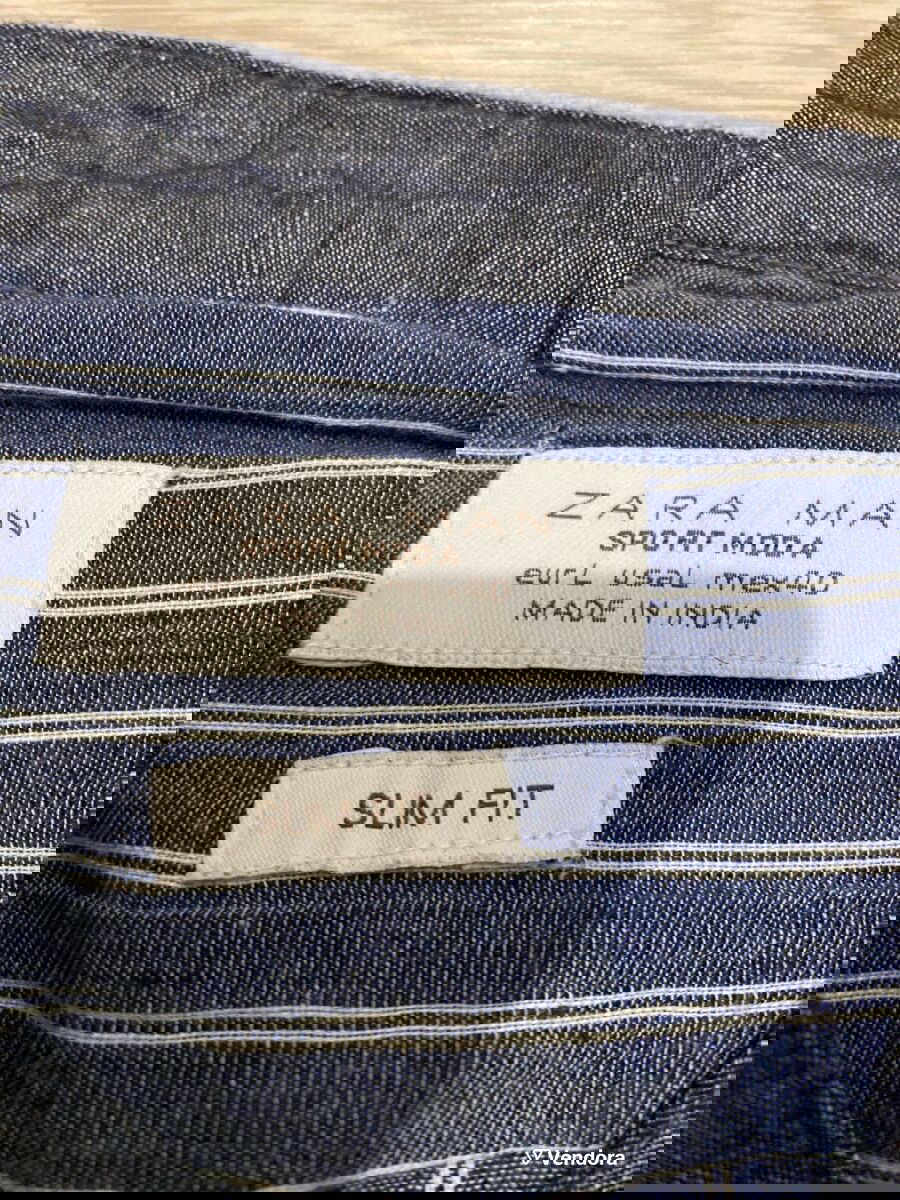 ZARA MAN
SPORT MODA
eur L usa L mex 40
MADE IN INDIA
SLIM FIT
Vendora